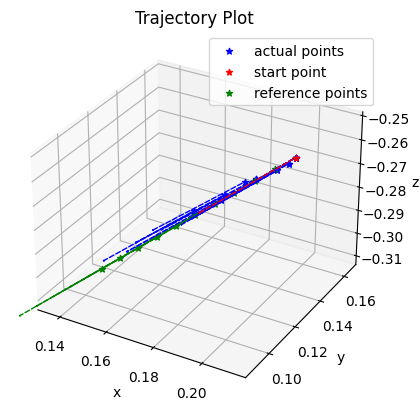 Trajectory Plot
actual points
start point
reference points
−0.25
−0.26
−0.27
−0.28
−0.29
−0.30
−0.31
z
0.16
0.14
0.12
0.10
y
0.14
0.16
0.18
0.20
x